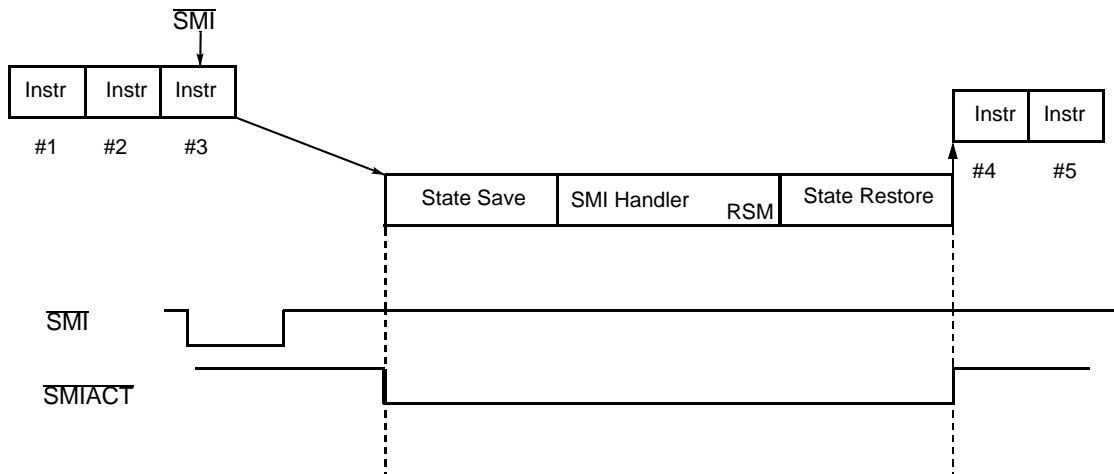 SMI
Instr Instr Instr
#1 #2 #3
Instr Instr
#4 #5
State Save SMI Handler RSM State Restore
SMI
SMIACT